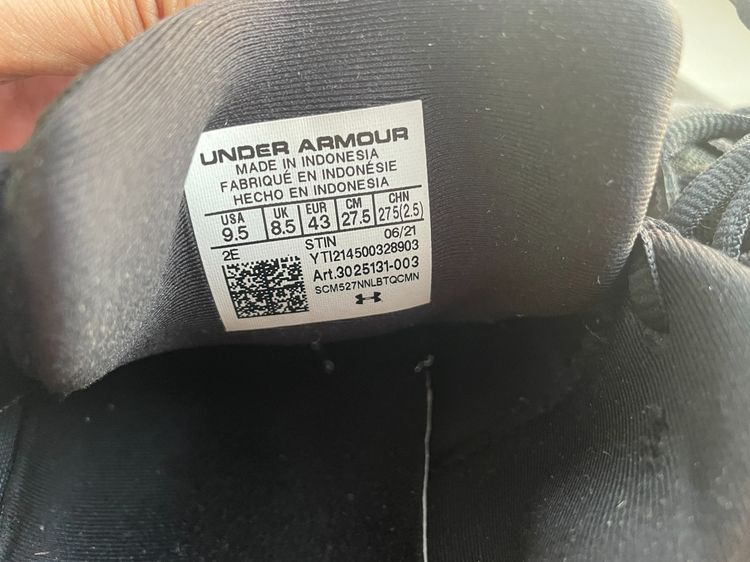 UNDER ARMOUR
MADE IN INDONESIA
FABRIQUÉ EN INDONÉSIE
HECHO EN INDONESIA
USA UK EUR CM CHN
9.5 8.5 43 27.5 275(2.5)
2E STIN 06/21
YTI214500328903
Art.3025131-003
SCM527NNLBTQCMN